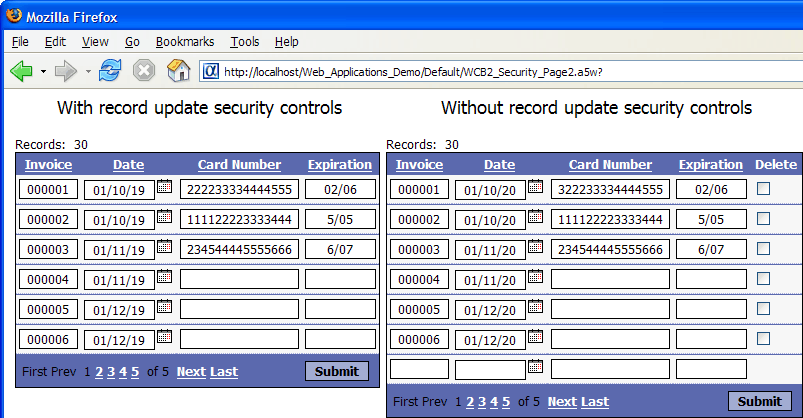 Mozilla Firefox
File Edit View Go Bookmarks Tools Help
http://localhost/Web_Applications_Demo/Default/WCB2_Security_Page2.a5w?
With record update security controls
Records: 30
Invoice Date Card Number Expiration
000001 01/10/19 222233334444555 02/06
000002 01/10/19 111122223333444 5/05
000003 01/11/19 234544445555666 6/07
000004 01/11/19
000005 01/12/19
000006 01/12/19
First Prev 1 2 3 4 5 of 5 Next Last Submit
Without record update security controls
Records: 30
Invoice Date Card Number Expiration Delete
000001 01/10/20 322233334444555 02/06
000002 01/10/20 111122223333444 5/05
000003 01/11/20 234544445555666 6/07
000004 01/11/20
000005 01/12/20
000006 01/12/20
First Prev 1 2 3 4 5 of 5 Next Last Submit